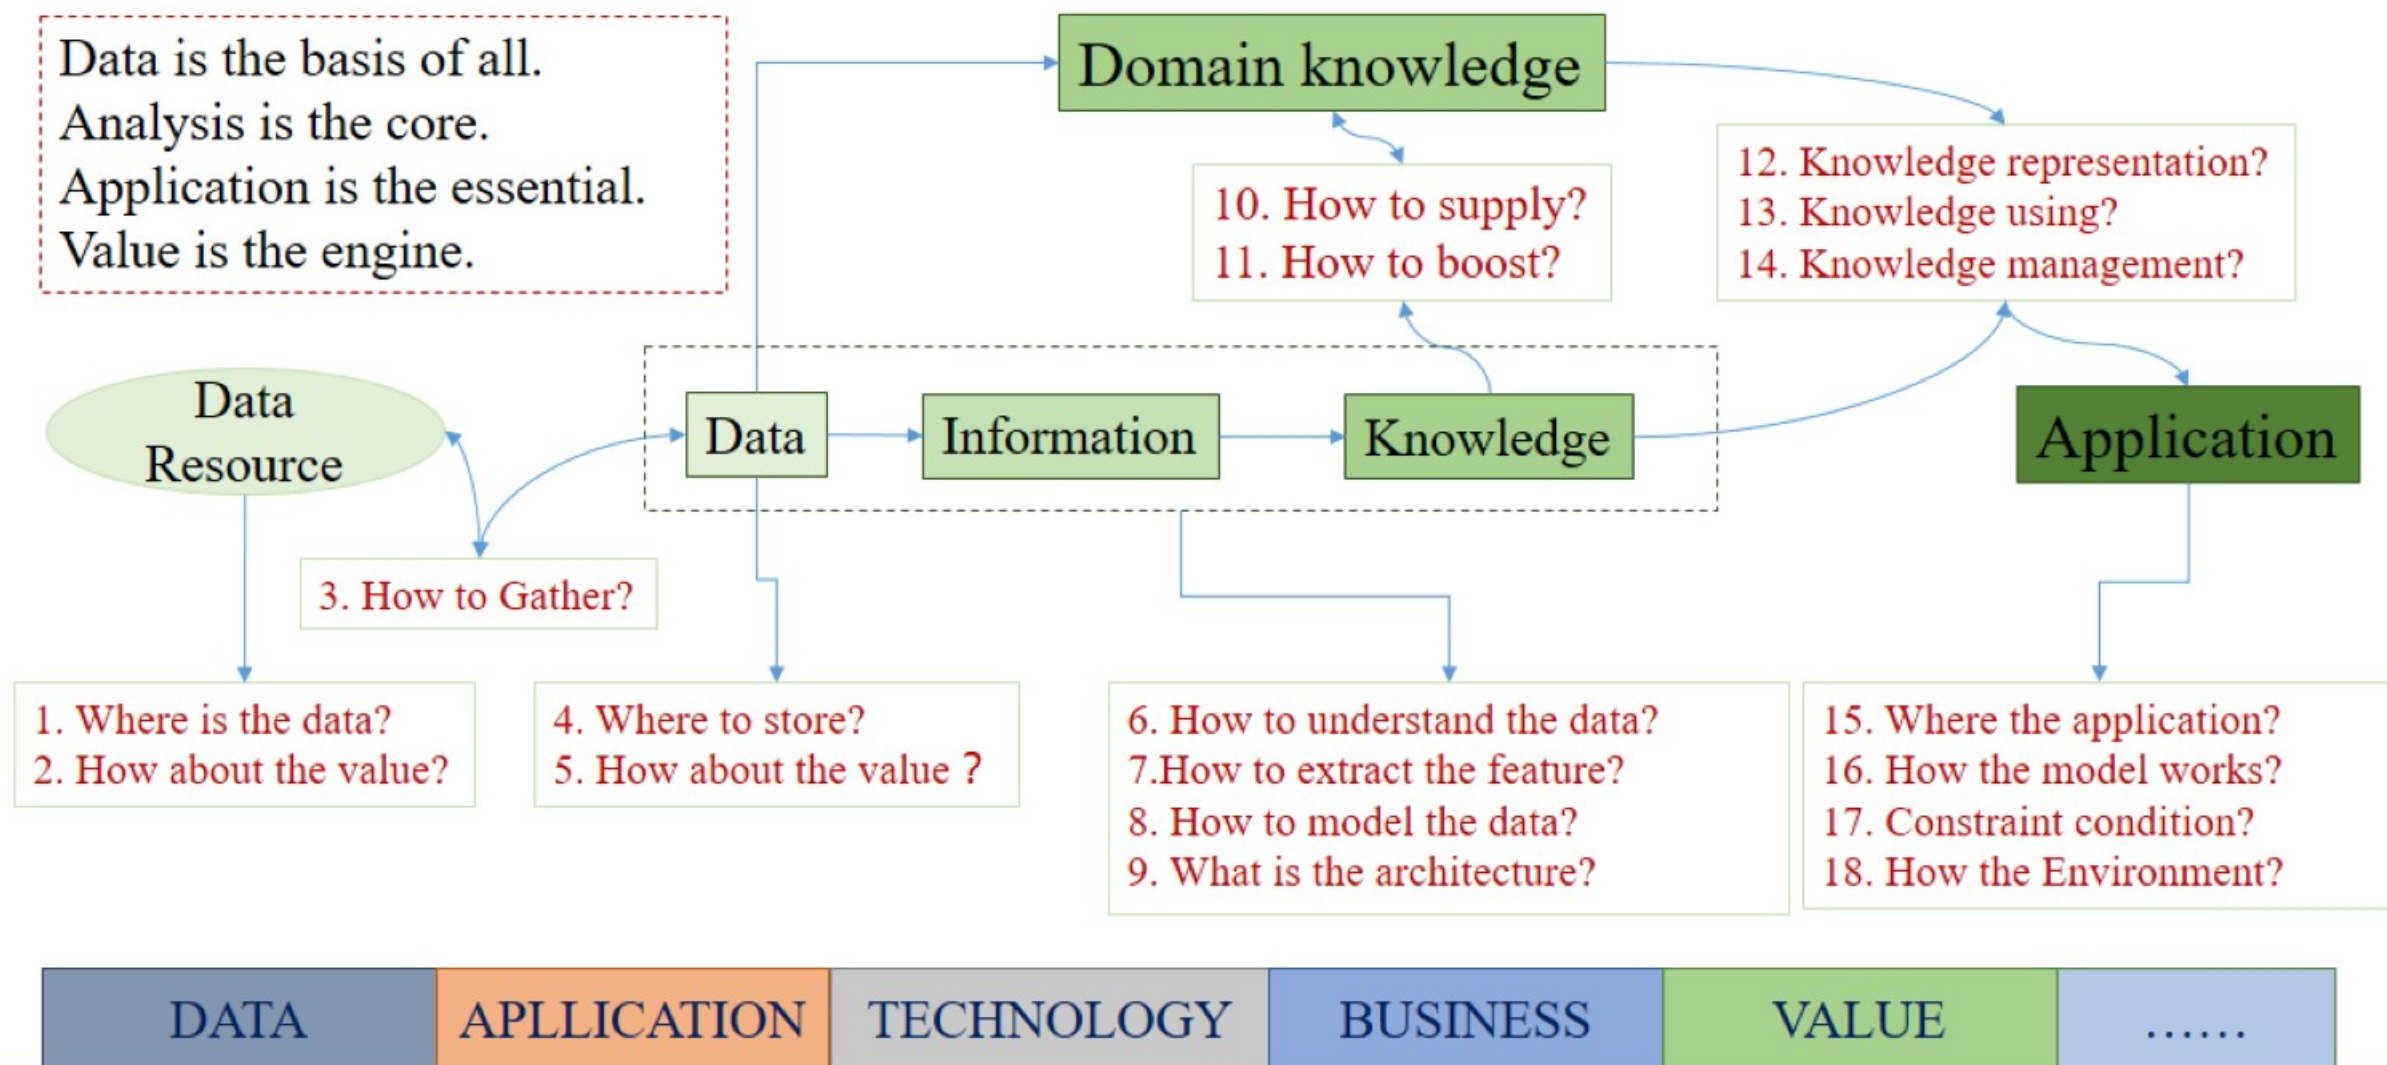 Data is the basis of all.
Analysis is the core.
Application is the essential.
Value is the engine.
Domain knowledge
10. How to supply?
11. How to boost?
12. Knowledge representation?
13. Knowledge using?
14. Knowledge management?
Data
Resource
Data
Information
Knowledge
Application
3. How to Gather?
1. Where is the data?
2. How about the value?
4. Where to store?
5. How about the value？
6. How to understand the data?
7.How to extract the feature?
8. How to model the data?
9. What is the architecture?
15. Where the application?
16. How the model works?
17. Constraint condition?
18. How the Environment?
DATA
APLLICATION
TECHNOLOGY
BUSINESS
VALUE
……